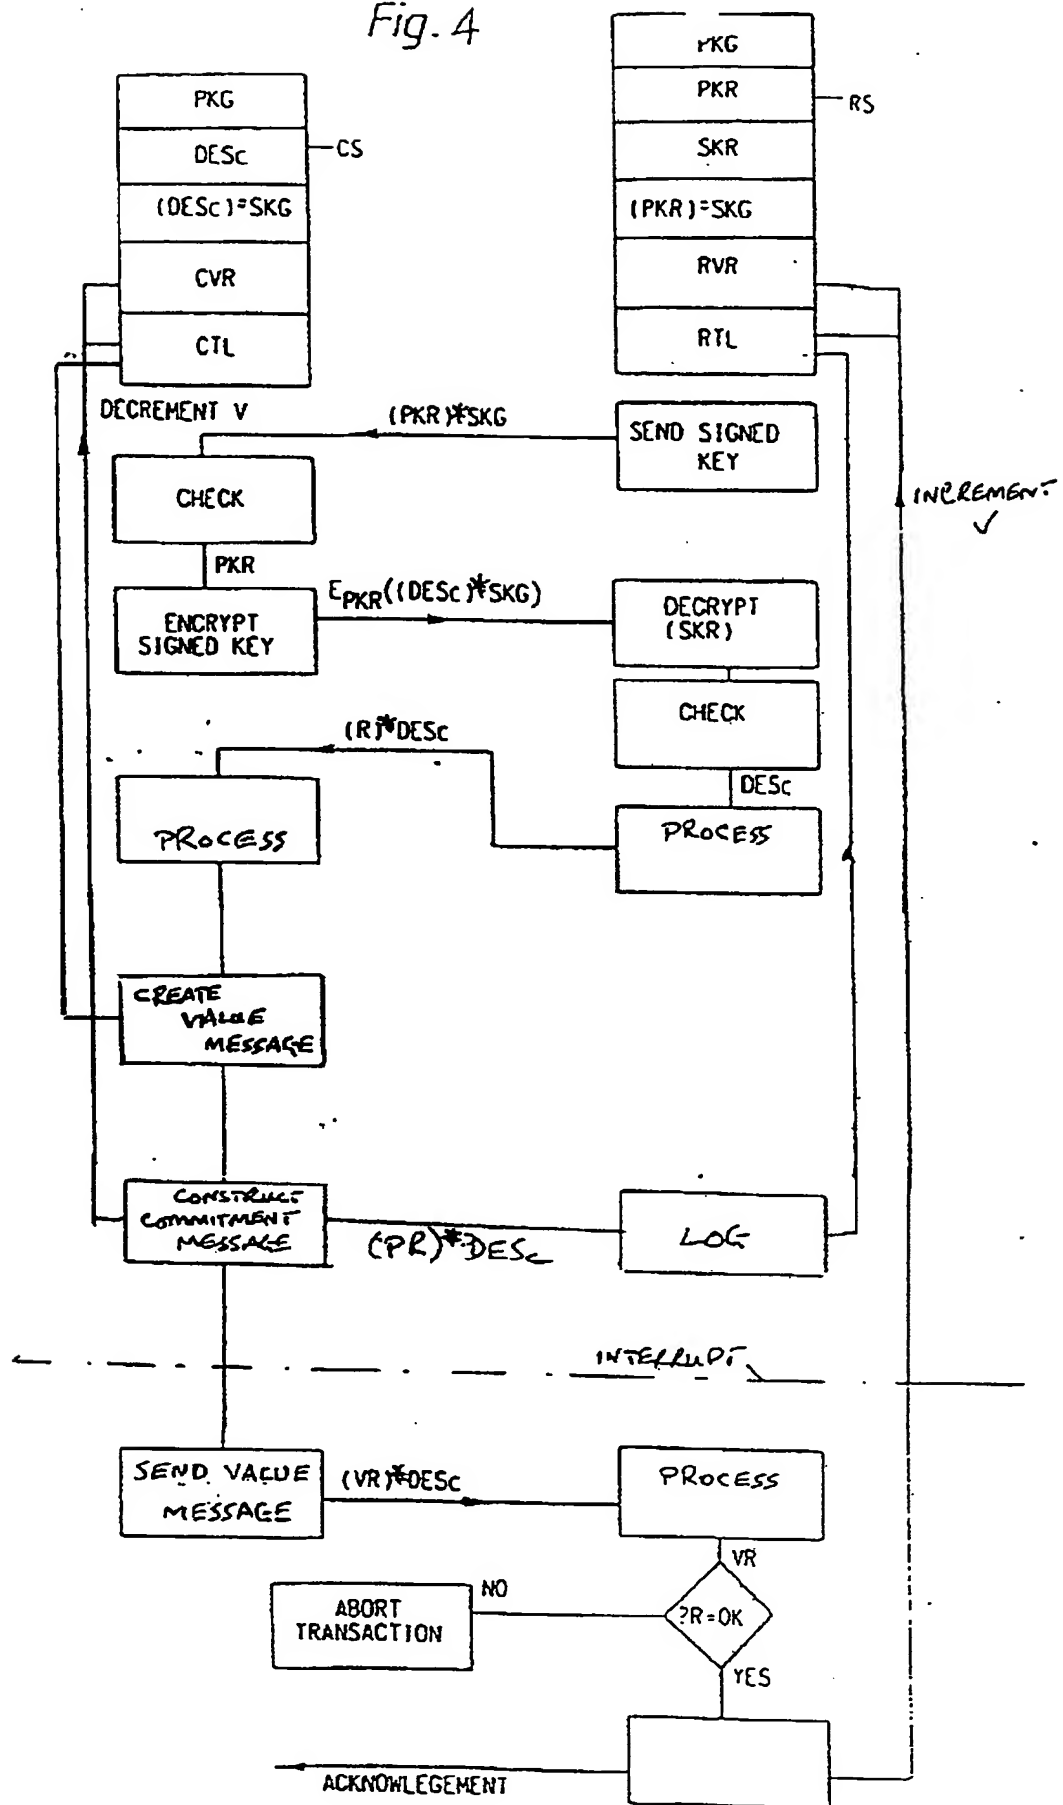 Fig. 4
PKG
DESc
CS
(DESc)=SKG
CVR
CTL
DECREMENT V
PKG
PKR
RS
SKR
(PKR)=SKG
RVR
RTL
(PKR)*SKG
SEND SIGNED
KEY
CHECK
INCREMENT
V
PKR
ENCRYPT
SIGNED KEY
EPKR((DESc)*SKG)
DECRYPT
(SKR)
CHECK
(R)*DESc
DESc
PROCESS
PROCESS
CREATE
VALUE
MESSAGE
CONSTRUCT
COMMITMENT
MESSAGE
(PR)*DESc
LOG
INTERRUPT
SEND VALUE
MESSAGE
(VR)*DESc
PROCESS
VR
NO
ABORT
TRANSACTION
?R=OK
YES
ACKNOWLEGEMENT